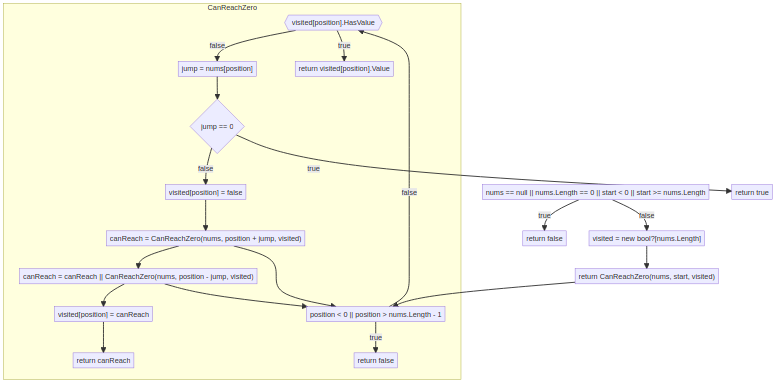 CanReachZero
visited[position].HasValue
false
true
jump = nums[position]
return visited[position].Value
jump == 0
false
true
false
visited[position] = false
nums == null || nums.Length == 0 || start < 0 || start >= nums.Length
return true
true
false
canReach = CanReachZero(nums, position + jump, visited)
return false
visited = new bool?[nums.Length]
canReach = canReach || CanReachZero(nums, position - jump, visited)
return CanReachZero(nums, start, visited)
visited[position] = canReach
position < 0 || position > nums.Length - 1
true
return canReach
return false